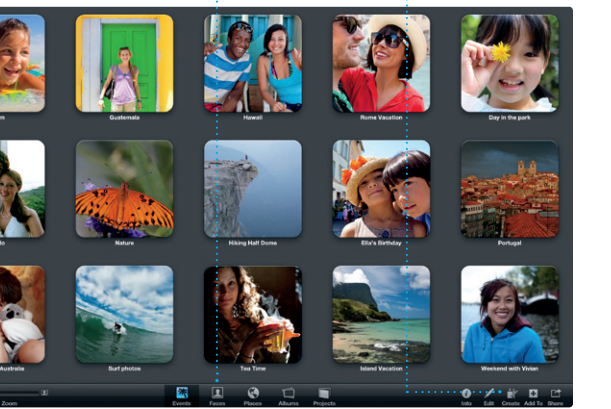 m
Guatemala
Hawaii
Rome Vacation
Day in the park
lo
Nature
Hiking Half Dome
Ella's Birthday
Portugal
Australia
Surf photos
Tea Time
Island Vacation
Weekend with Vivian
Zoom
Events
Faces
Places
Albums
Projects
Info
Edit
Create
Add To
Share